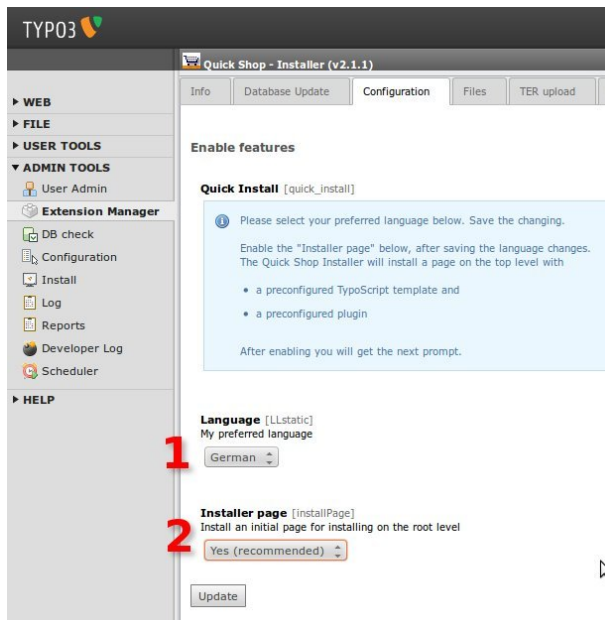 TYPO3
Quick Shop - Installer (v2.1.1)
Info Database Update Configuration Files TER upload
WEB
FILE
USER TOOLS
ADMIN TOOLS
User Admin
Extension Manager
DB check
Configuration
Install
Log
Reports
Developer Log
Scheduler
HELP
Enable features
Quick Install [quick_install]
Please select your preferred language below. Save the changing.
Enable the "Installer page" below, after saving the language changes.
The Quick Shop Installer will install a page on the top level with
• a preconfigured TypoScript template and
• a preconfigured plugin
After enabling you will get the next prompt.
Language [LLstatic]
My preferred language
1
German
Installer page [installPage]
Install an initial page for installing on the root level
2
Yes (recommended)
Update